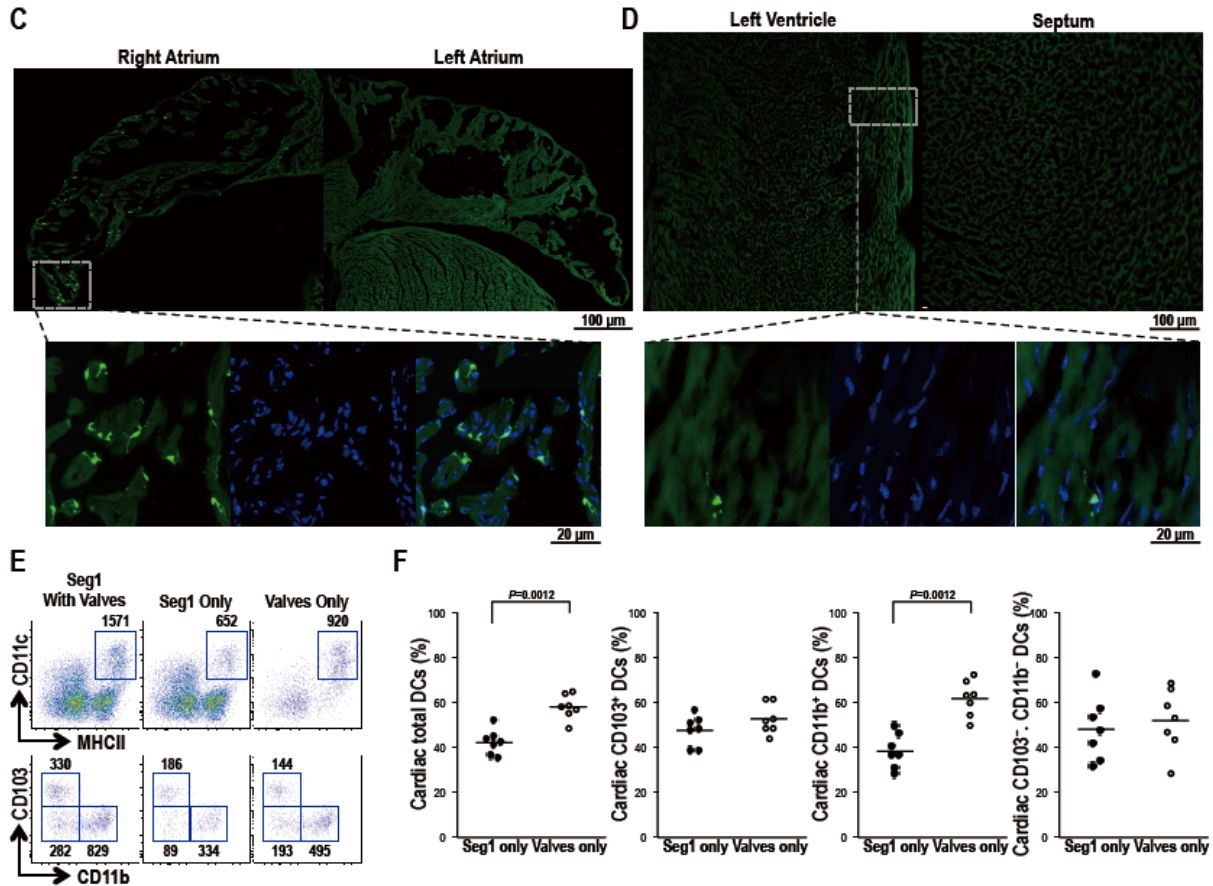 C
Right Atrium
Left Atrium
100 µm
20 µm
D
Left Ventricle
Septum
100 µm
20 µm
E
Seg1
With Valves
Seg1 Only
Valves Only
1571
652
920
CD11c
MHCII
330
186
144
CD103
282
829
89
334
193
495
CD11b
F
P=0.0012
Cardiac total DCs (%)
100
80
60
40
20
0
Seg1 only Valves only
Cardiac CD103⁺ DCs (%)
100
80
60
40
20
0
Seg1 only Valves only
P=0.0012
Cardiac CD11b⁺ DCs (%)
100
80
60
40
20
0
Seg1 only Valves only
Cardiac CD103⁻. CD11b⁻ DCs (%)
100
80
60
40
20
0
Seg1 only Valves only